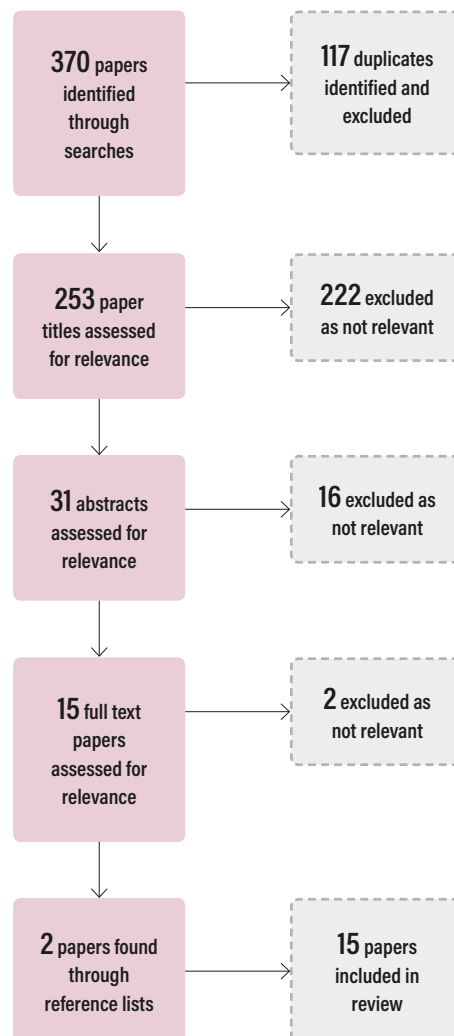 370 papers
identified
through
searches
117 duplicates
identified and
excluded
253 paper
titles assessed
for relevance
222 excluded
as not relevant
31 abstracts
assessed for
relevance
16 excluded as
not relevant
15 full text
papers
assessed for
relevance
2 excluded as
not relevant
2 papers found
through
reference lists
15 papers
included in
review